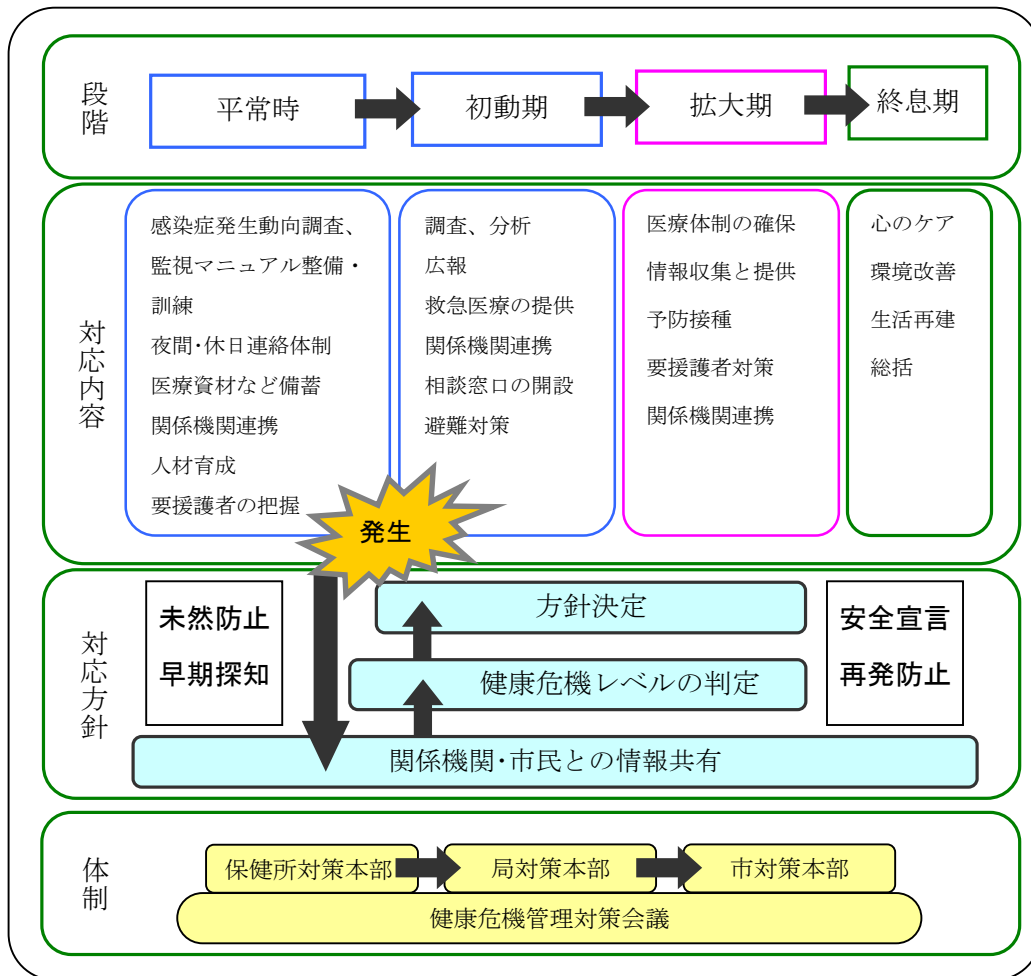 段階
平常時
初動期
拡大期
終息期
対応内容
感染症発生動向調査、
監視マニュアル整備・
訓練
夜間・休日連絡体制
医療資材など備蓄
関係機関連携
人材育成
要援護者の把握
調査、分析
広報
救急医療の提供
関係機関連携
相談窓口の開設
避難対策
医療体制の確保
情報収集と提供
予防接種
要援護者対策
関係機関連携
心のケア
環境改善
生活再建
総括
発生
対応方針
未然防止
早期探知
方針決定
健康危機レベルの判定
関係機関・市民との情報共有
安全宣言
再発防止
体制
保健所対策本部
局対策本部
市対策本部
健康危機管理対策会議